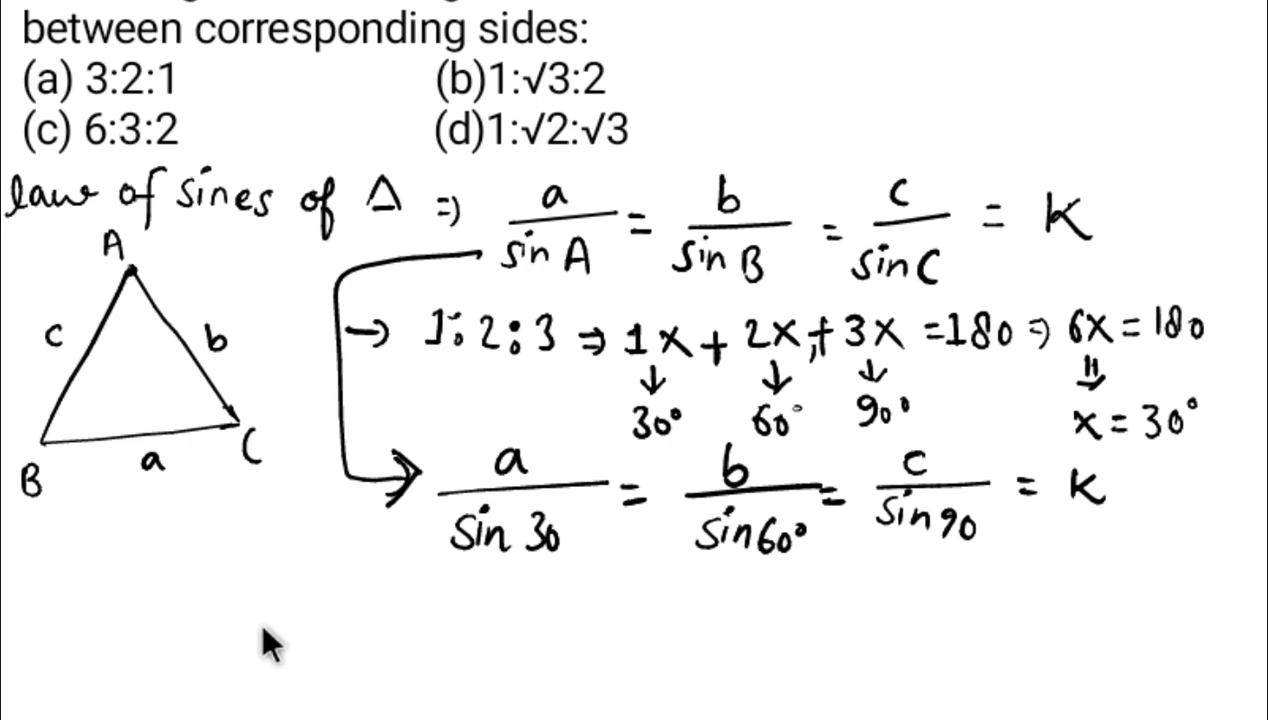 between corresponding sides:
(a) 3:2:1 (b)1:√3:2
(c) 6:3:2 (d)1:√2:√3
law of sines of Δ ⇒ a/sin A = b/sin B = c/sin C = K
A
c b
B a C
→ 1:2:3 ⇒ 1x + 2x + 3x = 180 ⇒ 6x = 180
↓ ↓ ↓ ⇓
30° 60° 90° x = 30°
a/sin 30 = b/sin 60° = c/sin 90 = K